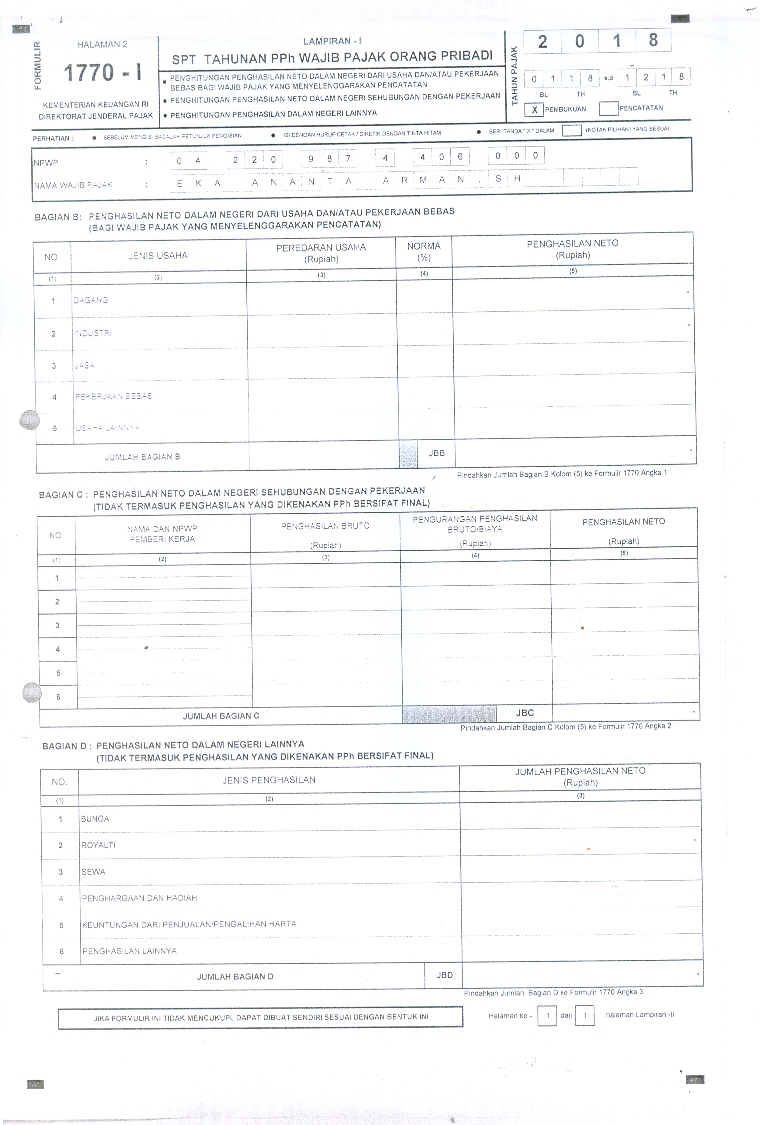 FORMULIR
HALAMAN 2
1770 - I
KEMENTERIAN KEUANGAN RI
DIREKTORAT JENDERAL PAJAK
LAMPIRAN - I
SPT TAHUNAN PPh WAJIB PAJAK ORANG PRIBADI
• PENGHITUNGAN PENGHASILAN NETO DALAM NEGERI DARI USAHA DAN/ATAU PEKERJAAN
BEBAS BAGI WAJIB PAJAK YANG MENYELENGGARAKAN PENCATATAN
• PENGHITUNGAN PENGHASILAN NETO DALAM NEGERI SEHUBUNGAN DENGAN PEKERJAAN
• PENGHITUNGAN PENGHASILAN DALAM NEGERI LAINNYA
TAHUN PAJAK
2 0 1 8
0 1 1 8 s.d 1 2 1 8
BL TH BL TH
X PEMBUKUAN PENCATATAN
PERHATIAN : • SEBELUM MENGISI BACALAH PETUNJUK PENGISIAN • ISI DENGAN HURUF CETAK / DIKETIK DENGAN TINTA HITAM • BERI TANDA "X" DALAM (KOTAK PILIHAN) YANG SESUAI
NPWP : 0 4 2 2 0 9 8 7 4 4 0 6 0 0 0
NAMA WAJIB PAJAK : E K A A N A N T A A R M A N , S H
BAGIAN B: PENGHASILAN NETO DALAM NEGERI DARI USAHA DAN/ATAU PEKERJAAN BEBAS
(BAGI WAJIB PAJAK YANG MENYELENGGARAKAN PENCATATAN)
NO JENIS USAHA PEREDARAN USAHA (Rupiah) NORMA (%) PENGHASILAN NETO (Rupiah)
(1) (2) (3) (4) (5)
1 DAGANG -
2 INDUSTRI -
3 JASA
4 PEKERJAAN BEBAS
5 USAHA LAINNYA
JUMLAH BAGIAN B JBB -
Pindahkan Jumlah Bagian B Kolom (5) ke Formulir 1770 Angka 1
BAGIAN C : PENGHASILAN NETO DALAM NEGERI SEHUBUNGAN DENGAN PEKERJAAN
(TIDAK TERMASUK PENGHASILAN YANG DIKENAKAN PPh BERSIFAT FINAL)
NO NAMA DAN NPWP PEMBERI KERJA PENGHASILAN BRUTO (Rupiah) PENGURANGAN PENGHASILAN BRUTO/BIAYA (Rupiah) PENGHASILAN NETO (Rupiah)
(1) (2) (3) (4) (5)
1
2
3
4
5
6
JUMLAH BAGIAN C JBC -
Pindahkan Jumlah Bagian C Kolom (5) ke Formulir 1770 Angka 2
BAGIAN D : PENGHASILAN NETO DALAM NEGERI LAINNYA
(TIDAK TERMASUK PENGHASILAN YANG DIKENAKAN PPh BERSIFAT FINAL)
NO. JENIS PENGHASILAN JUMLAH PENGHASILAN NETO (Rupiah)
(1) (2) (3)
1 BUNGA
2 ROYALTI -
3 SEWA
4 PENGHARGAAN DAN HADIAH
5 KEUNTUNGAN DARI PENJUALAN/PENGALIHAN HARTA
6 PENGHASILAN LAINNYA
JUMLAH BAGIAN D JBD -
Pindahkan Jumlah Bagian D ke Formulir 1770 Angka 3
JIKA FORMULIR INI TIDAK MENCUKUPI, DAPAT DIBUAT SENDIRI SESUAI DENGAN BENTUK INI
Halaman ke - 1 dari 1 halaman Lampiran -II